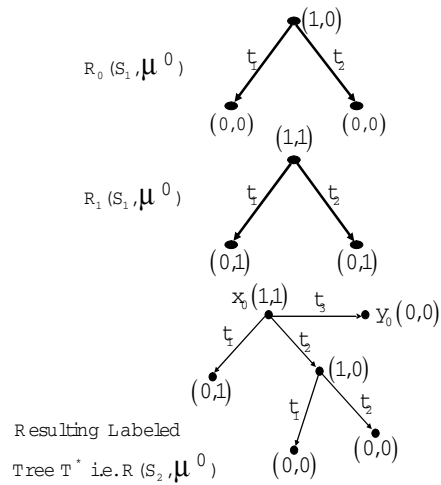 (1,0)
t₁ t₂
R₀ (S₁,μ⁰)
(0,0) (0,0)
(1,1)
t₁ t₂
R₁ (S₁,μ⁰)
(0,1) (0,1)
x₀(1,1) t₃ y₀(0,0)
t₁ t₂
(0,1) (1,0)
t₁ t₂
Resulting Labeled
(0,0) (0,0)
Tree T* i.e.R (S₂,μ⁰)